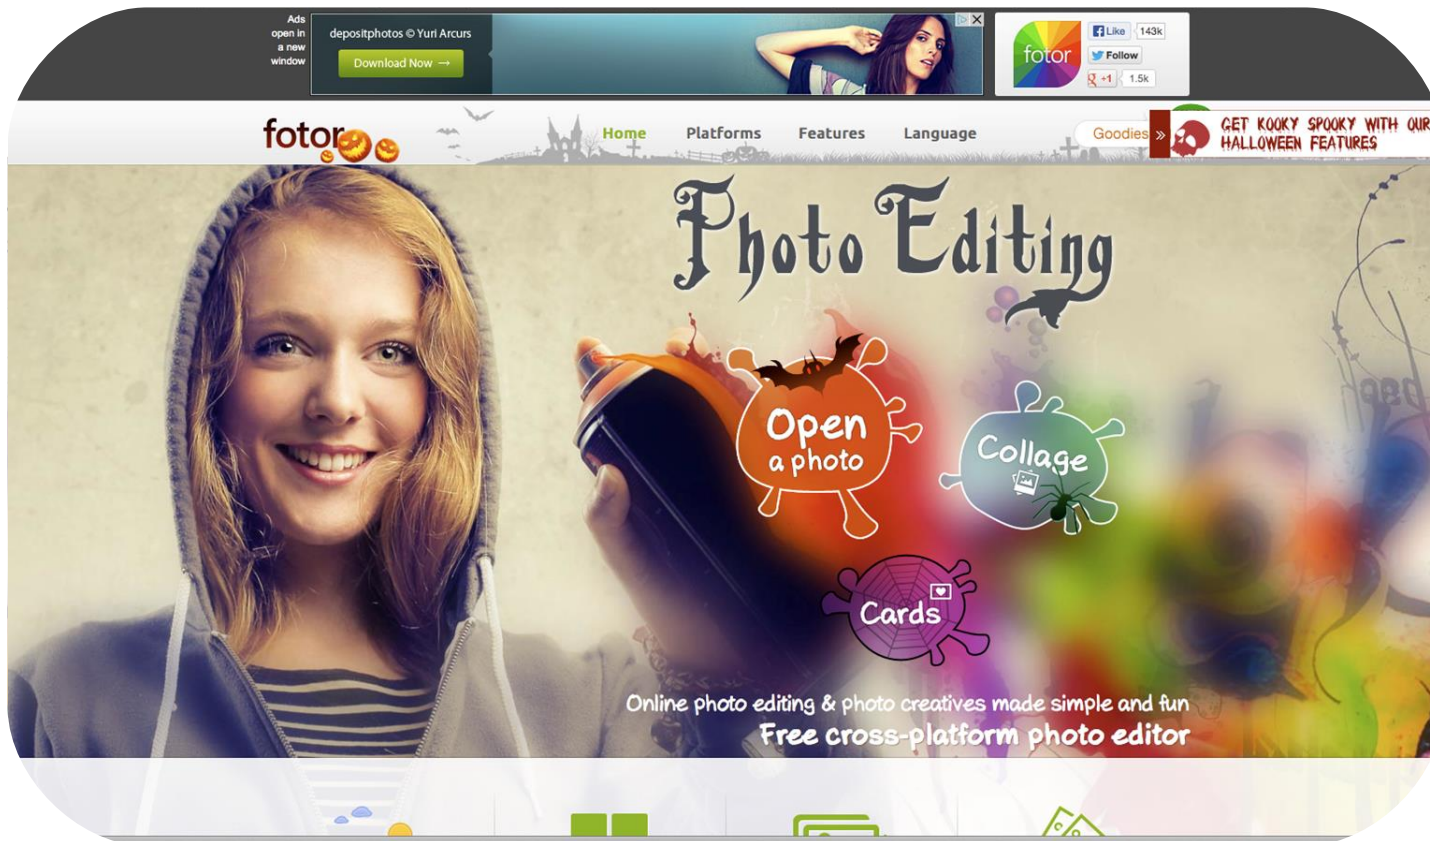 Ads
open in
a new
window
depositphotos © Yuri Arcurs
Download Now →
fotor
Like 143k
Follow
g +1 1.5k
fotor
Home Platforms Features Language Goodies
» GET KOOKY SPOOKY WITH OUR
HALLOWEEN FEATURES
Photo Editing
Open
a photo
Collage
Cards
Online photo editing & photo creatives made simple and fun
Free cross-platform photo editor